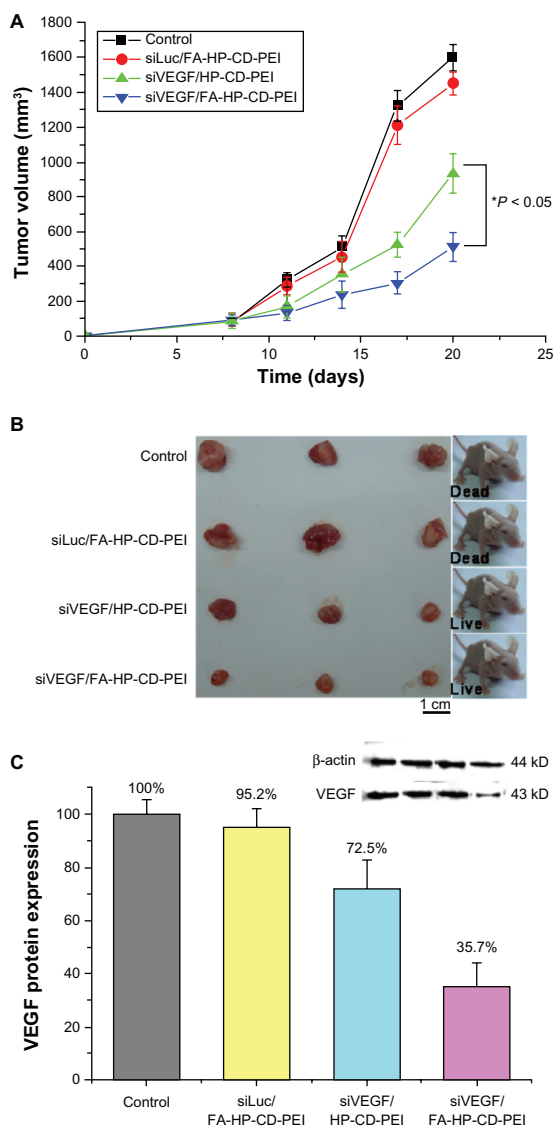 A
Control
siLuc/FA-HP-CD-PEI
siVEGF/HP-CD-PEI
siVEGF/FA-HP-CD-PEI
Tumor volume (mm³)
1800
1600
1400
1200
1000
800
600
400
200
0
*P < 0.05
0 5 10 15 20 25
Time (days)
B
Control
Dead
siLuc/FA-HP-CD-PEI
Dead
siVEGF/HP-CD-PEI
Live
siVEGF/FA-HP-CD-PEI
Live
1 cm
C
β-actin 44 kD
VEGF 43 kD
VEGF protein expression
100
80
60
40
20
0
100%
95.2%
72.5%
35.7%
Control
siLuc/
FA-HP-CD-PEI
siVEGF/
HP-CD-PEI
siVEGF/
FA-HP-CD-PEI